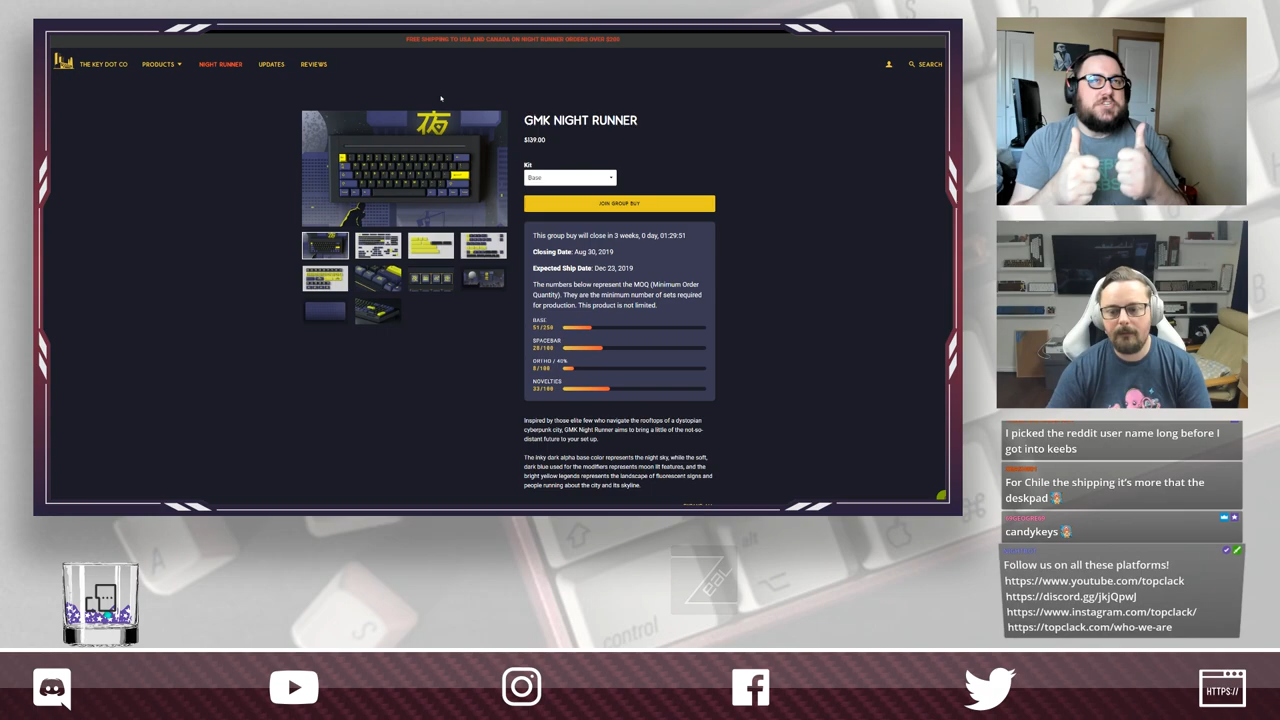 FREE SHIPPING TO USA AND CANADA ON NIGHT RUNNER ORDERS OVER $200
THE KEY DOT CO
PRODUCTS
NIGHT RUNNER
UPDATES
REVIEWS
SEARCH
夜
GMK NIGHT RUNNER
$139.00
Kit
Base
JOIN GROUP BUY
This group buy will close in 3 weeks, 0 day, 01:29:51
Closing Date: Aug 30, 2019
Expected Ship Date: Dec 23, 2019
The numbers below represent the MOQ (Minimum Order
Quantity). They are the minimum number of sets required
for production. This product is not limited.
BASE
51/250
SPACEBAR
28/100
ORTHO / 40%
8/100
NOVELTIES
33/100
Inspired by those elite few who navigate the rooftops of a dystopian
cyberpunk city, GMK Night Runner aims to bring a little of the not-so-
distant future to your set up.
The inky dark alpha base color represents the night sky, while the soft,
dark blue used for the modifiers represents moon lit features, and the
bright yellow legends represents the landscape of fluorescent signs and
people running about the city and its skyline.
I picked the reddit user name long before I
got into keebs
For Chile the shipping it's more that the
deskpad
candykeys
Follow us on all these platforms!
https://www.youtube.com/topclack
https://discord.gg/jkjQpwJ
https://www.instagram.com/topclack/
https://topclack.com/who-we-are
alt
control
HTTPS://